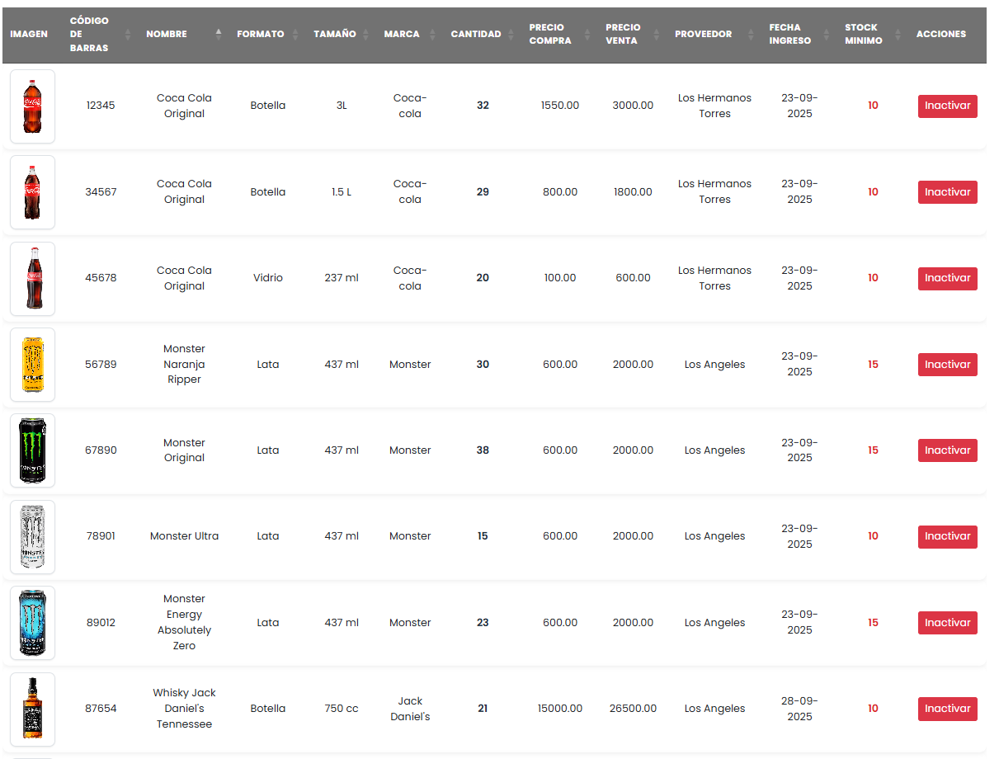 IMAGEN CÓDIGO DE BARRAS NOMBRE FORMATO TAMAÑO MARCA CANTIDAD PRECIO COMPRA PRECIO VENTA PROVEEDOR FECHA INGRESO STOCK MINIMO ACCIONES
12345 Coca Cola Original Botella 3L Coca-cola 32 1550.00 3000.00 Los Hermanos Torres 23-09-2025 10 Inactivar
34567 Coca Cola Original Botella 1.5 L Coca-cola 29 800.00 1800.00 Los Hermanos Torres 23-09-2025 10 Inactivar
45678 Coca Cola Original Vidrio 237 ml Coca-cola 20 100.00 600.00 Los Hermanos Torres 23-09-2025 10 Inactivar
56789 Monster Naranja Ripper Lata 437 ml Monster 30 600.00 2000.00 Los Angeles 23-09-2025 15 Inactivar
67890 Monster Original Lata 437 ml Monster 38 600.00 2000.00 Los Angeles 23-09-2025 15 Inactivar
78901 Monster Ultra Lata 437 ml Monster 15 600.00 2000.00 Los Angeles 23-09-2025 10 Inactivar
89012 Monster Energy Absolutely Zero Lata 437 ml Monster 23 600.00 2000.00 Los Angeles 23-09-2025 15 Inactivar
87654 Whisky Jack Daniel's Tennessee Botella 750 cc Jack Daniel's 21 15000.00 26500.00 Los Angeles 28-09-2025 10 Inactivar